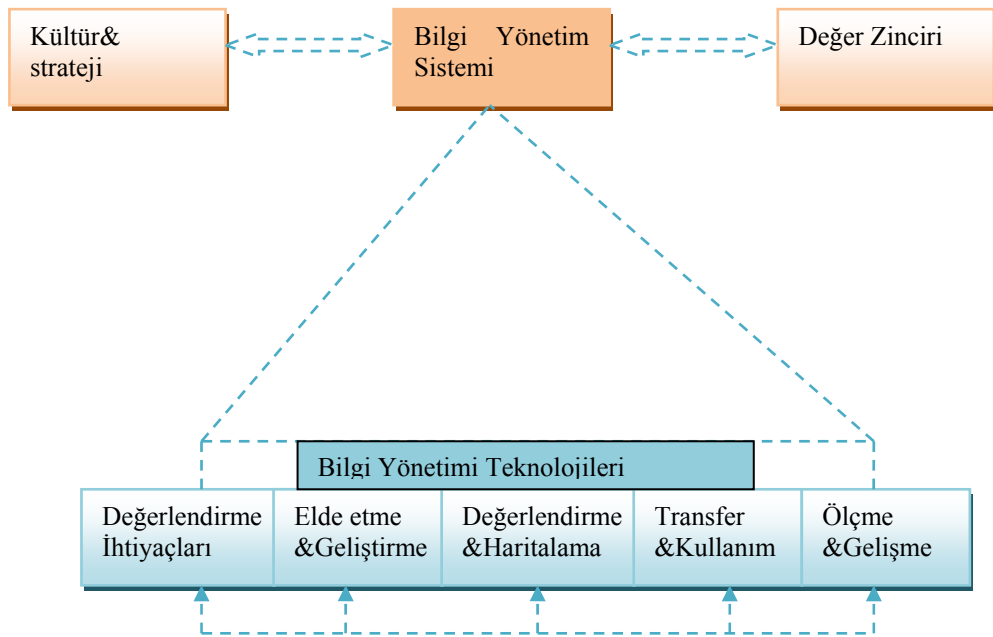 Kültür&
strateji
Bilgi Yönetim
Sistemi
Değer Zinciri
Bilgi Yönetimi Teknolojileri
Değerlendirme
İhtiyaçları
Elde etme
&Geliştirme
Değerlendirme
&Haritalama
Transfer
&Kullanım
Ölçme
&Gelişme